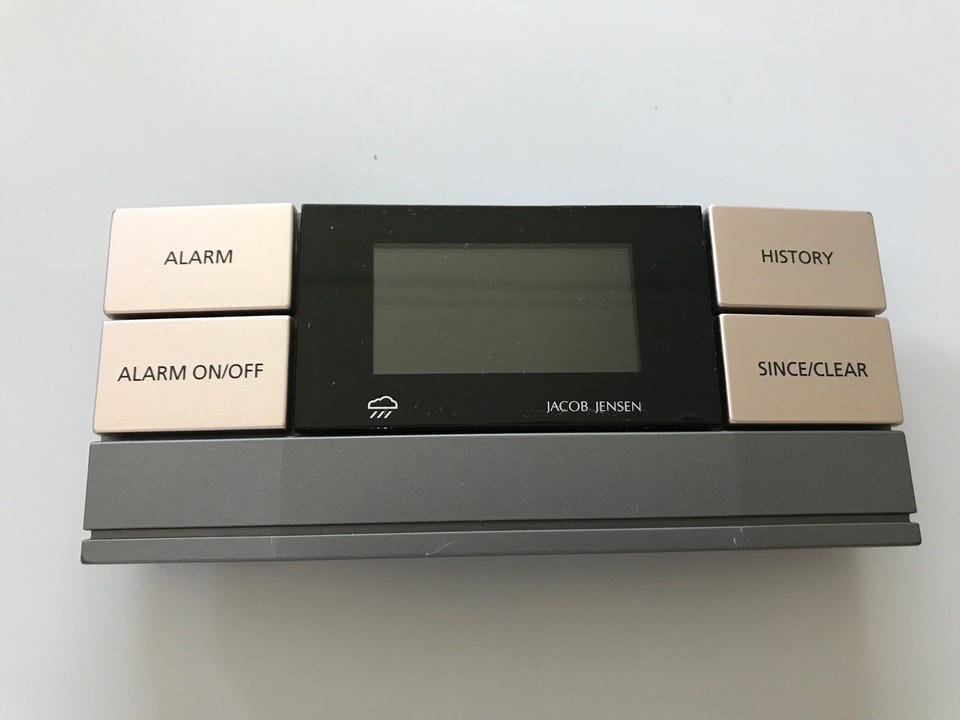 ALARM
HISTORY
ALARM ON/OFF
SINCE/CLEAR
JACOB JENSEN